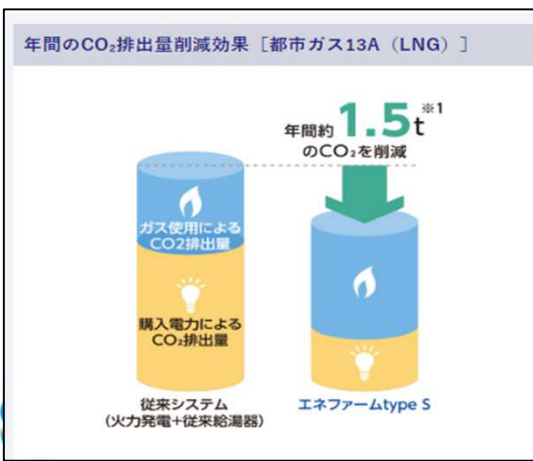 年間のCO₂排出量削減効果［都市ガス13A（LNG）］
年間約1.5t※1
のCO₂を削減
ガス使用による
CO2排出量
購入電力による
CO₂排出量
従来システム
（火力発電+従来給湯器）
エネファームtype S